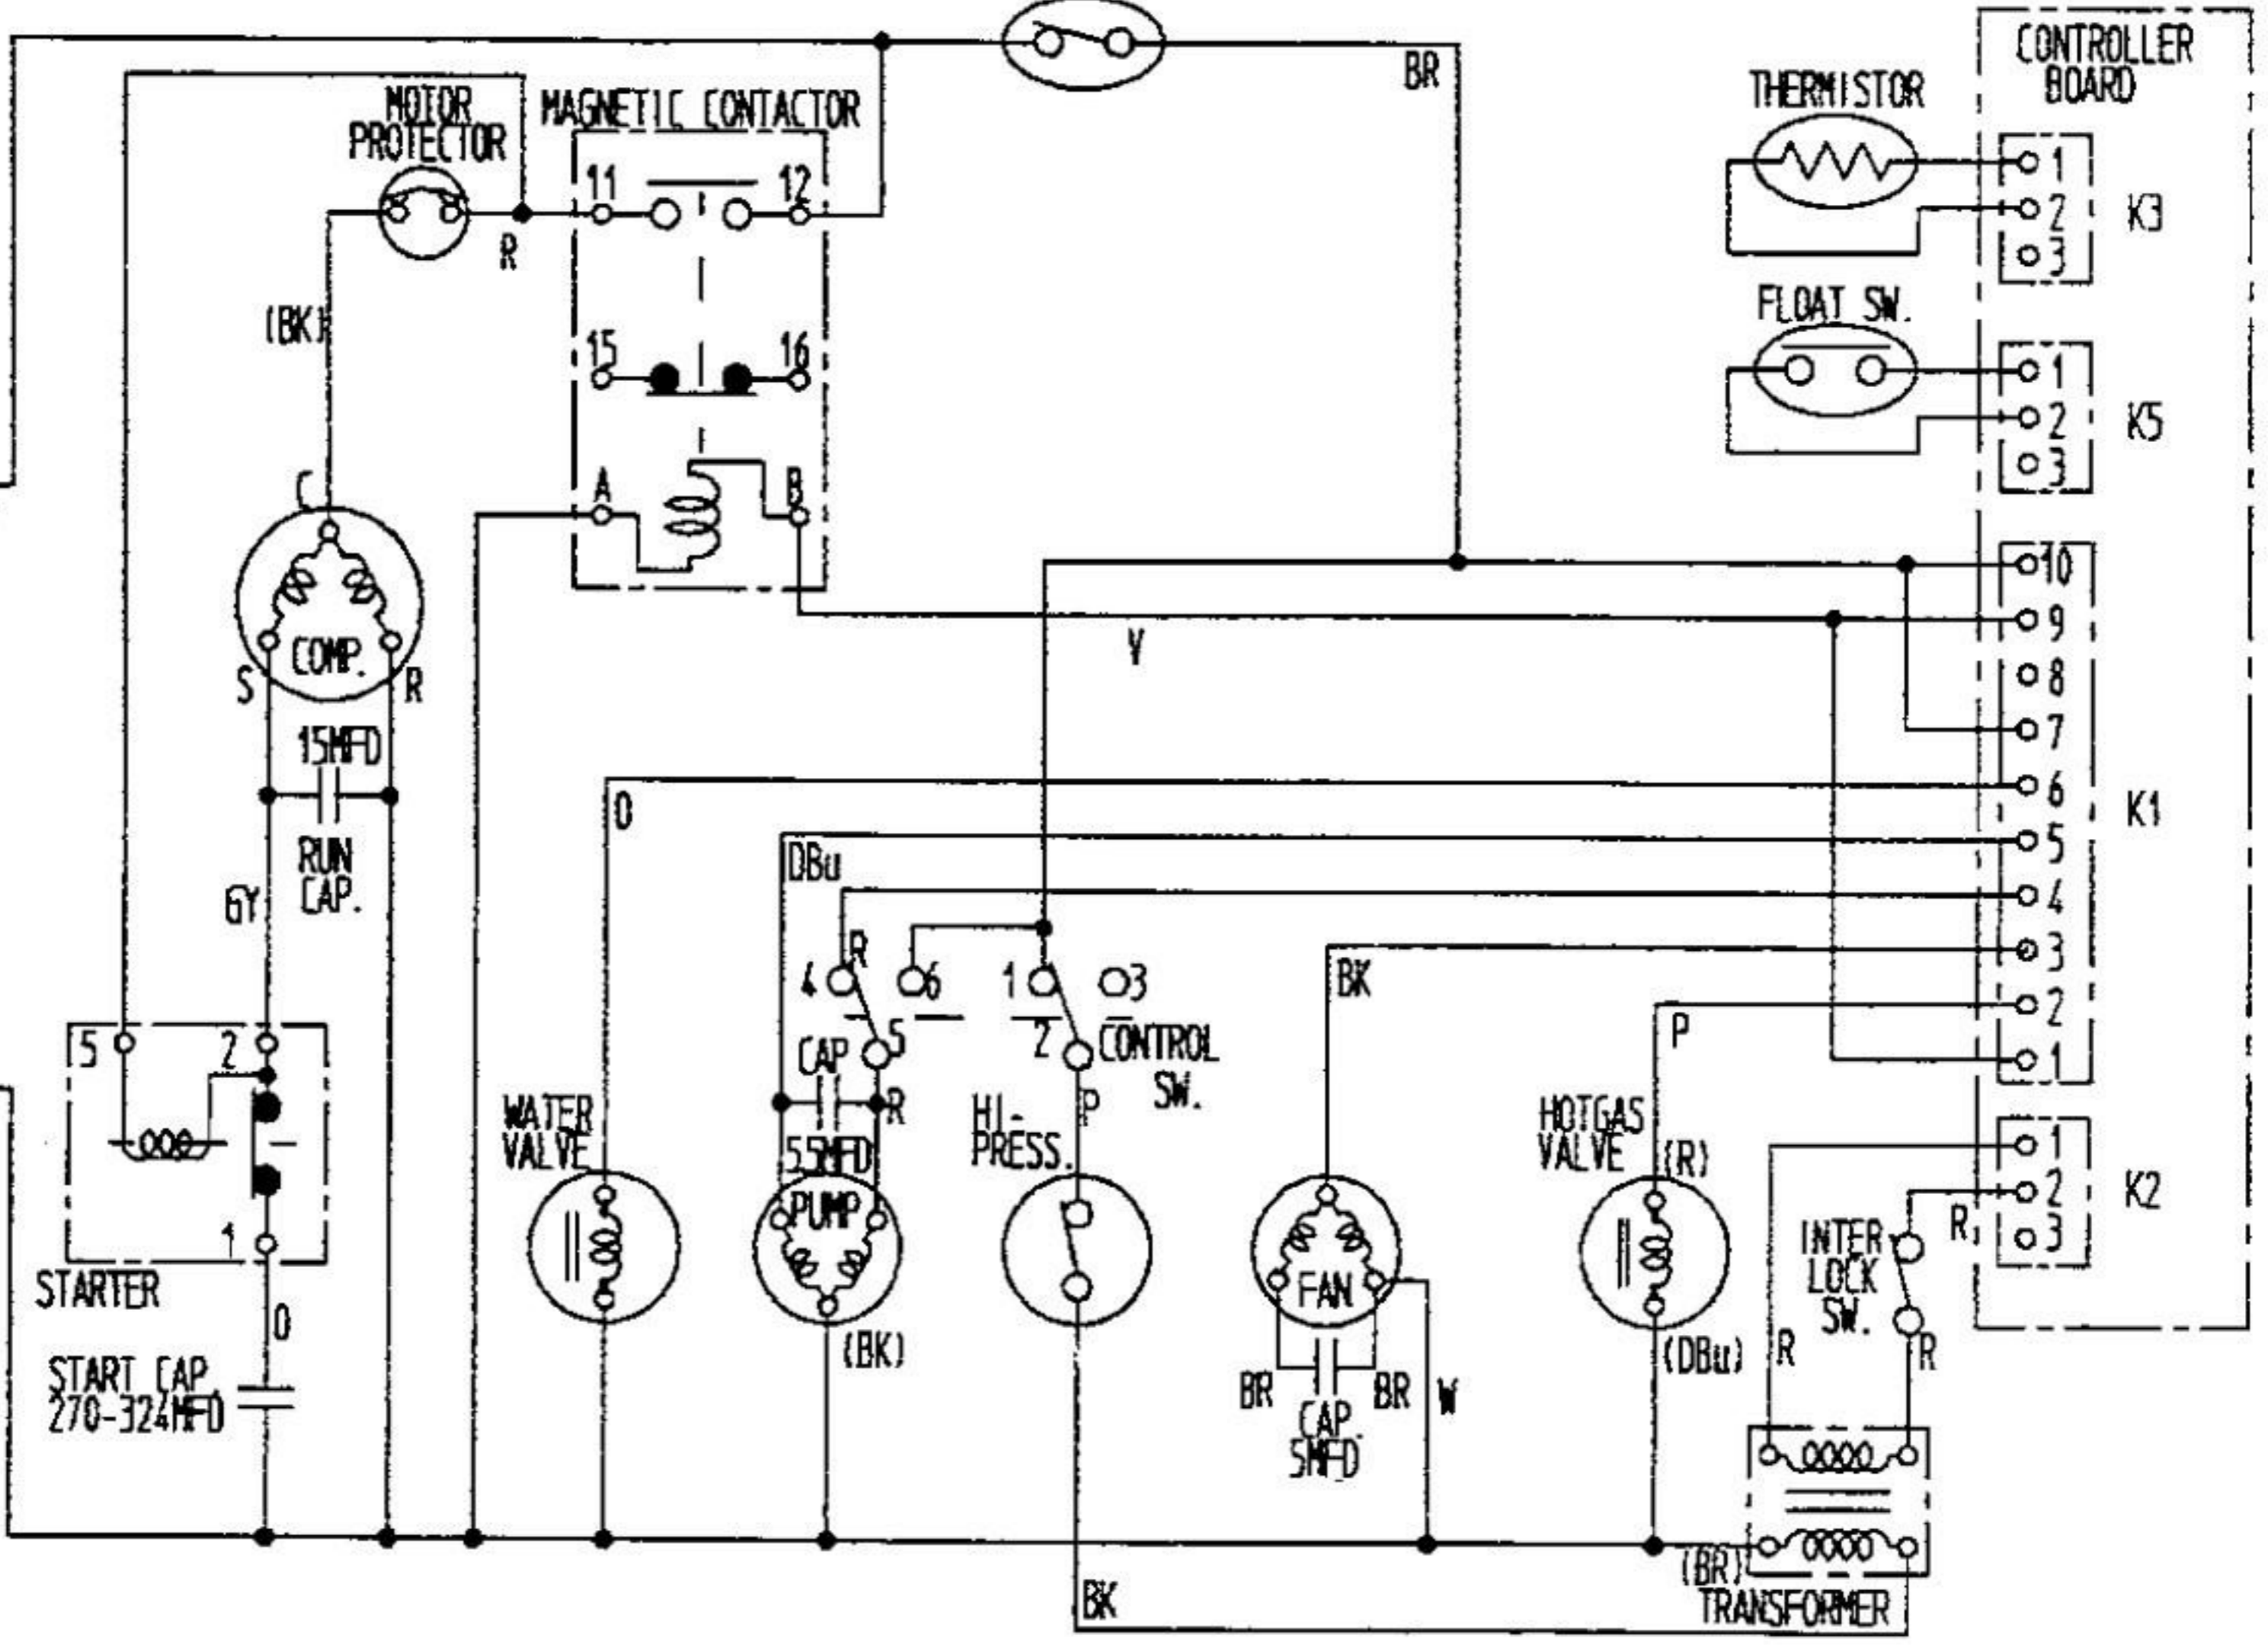 CONTROLLER
BOARD
BR
THERMISTOR
MOTOR
PROTECTOR
MAGNETIC CONTACTOR
11
12
1
2
3
K3
R
(BK)
15
16
FLOAT SW.
1
2
3
K5
C
A
B
COMP.
S
R
10
9
8
7
6
5
4
3
2
1
K1
V
15MFD
RUN
CAP.
GY
O
DBu
R
4
6
1
3
BK
P
5
2
CONTROL
SW.
CAP
R
P
55MFD
5
2
1
STARTER
O
START CAP.
270-324MFD
WATER
VALVE
PUMP
(BK)
HI-
PRESS.
FAN
BR
BR
W
CAP.
5MFD
HOTGAS
VALVE
(R)
(DBu)
1
2
3
K2
R
INTER
LOCK
SW.
R
R
(BR)
BK
TRANSFORMER